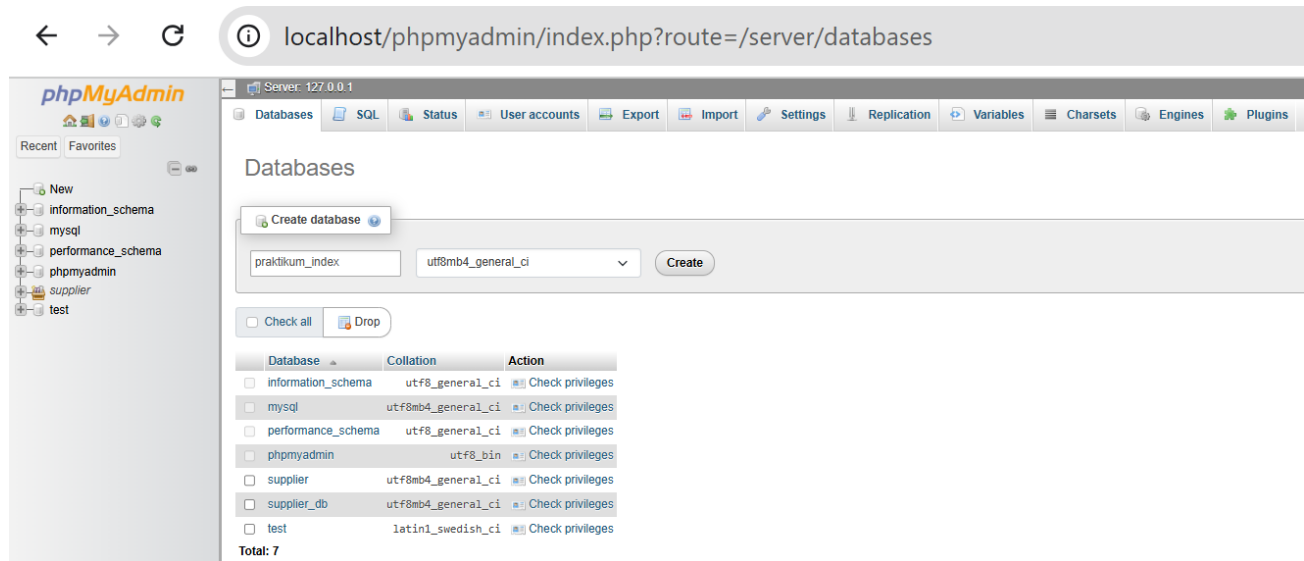 localhost/phpmyadmin/index.php?route=/server/databases
phpMyAdmin
Recent Favorites
New
information_schema
mysql
performance_schema
phpmyadmin
supplier
test
Server: 127.0.0.1
Databases SQL Status User accounts Export Import Settings Replication Variables Charsets Engines Plugins
Databases
Create database
praktikum_index utf8mb4_general_ci Create
Check all Drop
Database Collation Action
information_schema utf8_general_ci Check privileges
mysql utf8mb4_general_ci Check privileges
performance_schema utf8_general_ci Check privileges
phpmyadmin utf8_bin Check privileges
supplier utf8mb4_general_ci Check privileges
supplier_db utf8mb4_general_ci Check privileges
test latin1_swedish_ci Check privileges
Total: 7